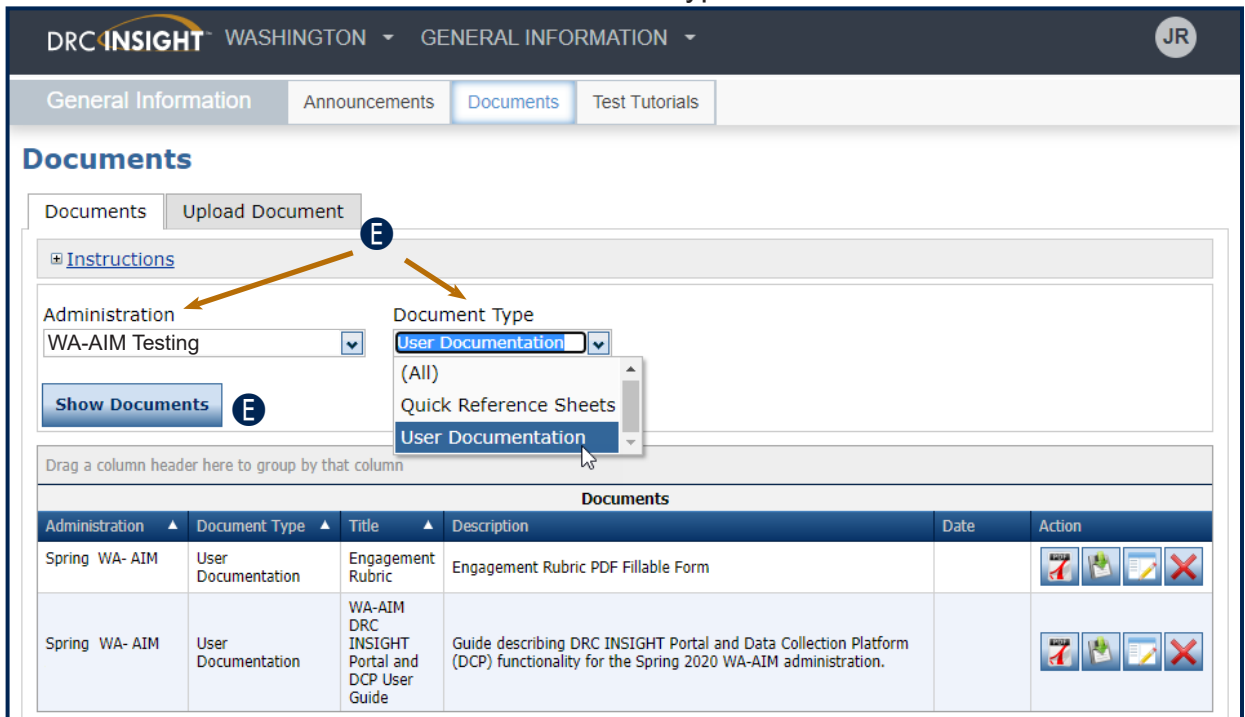 DRC INSIGHT WASHINGTON GENERAL INFORMATION JR
General Information Announcements Documents Test Tutorials
Documents
Documents Upload Document
E
Instructions
Administration Document Type
WA-AIM Testing User Documentation
(All)
Show Documents E Quick Reference Sheets
User Documentation
Drag a column header here to group by that column
Documents
Administration Document Type Title Description Date Action
Spring WA- AIM User Documentation Engagement Rubric Engagement Rubric PDF Fillable Form
Spring WA- AIM User Documentation WA-AIM DRC INSIGHT Portal and DCP User Guide Guide describing DRC INSIGHT Portal and Data Collection Platform (DCP) functionality for the Spring 2020 WA-AIM administration.